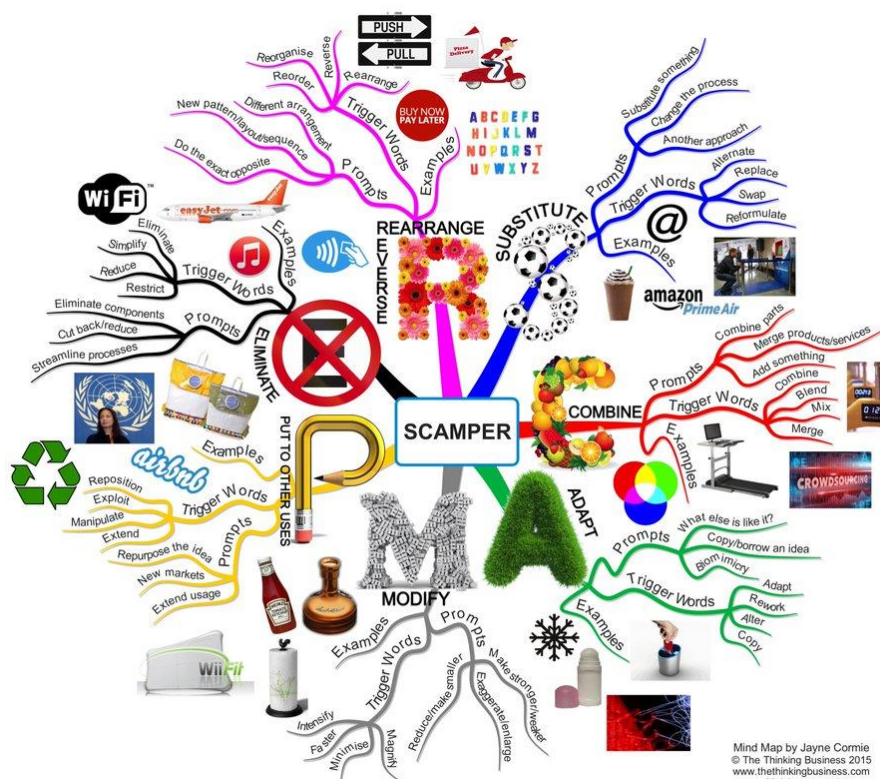 SCAMPER
SUBSTITUTE
Prompts
Substitute something
Change the process
Another approach
Trigger Words
Alternate
Replace
Swap
Reformulate
Examples
@
amazon
PrimeAir
COMBINE
Prompts
Combine parts
Merge products/services
Add something
Trigger Words
Combine
Blend
Mix
Merge
Examples
CROWDSOURCING
ADAPT
Prompts
What else is like it?
Copy/borrow an idea
Biomimicry
Trigger Words
Adapt
Rework
Alter
Copy
Examples
MODIFY
Prompts
Make stronger/weaker
Exaggerate/enlarge
Reduce/make smaller
Trigger Words
Magnify
Minimise
Faster
Intensify
Examples
HEINZ
Wii Fit
PUT TO OTHER USES
P
Examples
airbnb
Trigger Words
Reposition
Exploit
Manipulate
Extend
Prompts
Repurpose the idea
New markets
Extend usage
ELIMINATE
E
Examples
Wi Fi™
easyJet.com
Trigger Words
Eliminate
Simplify
Reduce
Restrict
Prompts
Eliminate components
Cut back/reduce
Streamline processes
REARRANGE
REVERSE
Trigger Words
Reorganise
Reverse
Reorder
Rearrange
Prompts
Different arrangement
New pattern/layout/sequence
Do the exact opposite
Examples
PUSH
PULL
Pizza
Delivery
BUY NOW
PAY LATER
ABCDEFG
HIJKLM
NOPQRST
UVWXYZ
R
S
C
A
M
Mind Map by Jayne Cormie
© The Thinking Business 2015
www.thethinkingbusiness.com